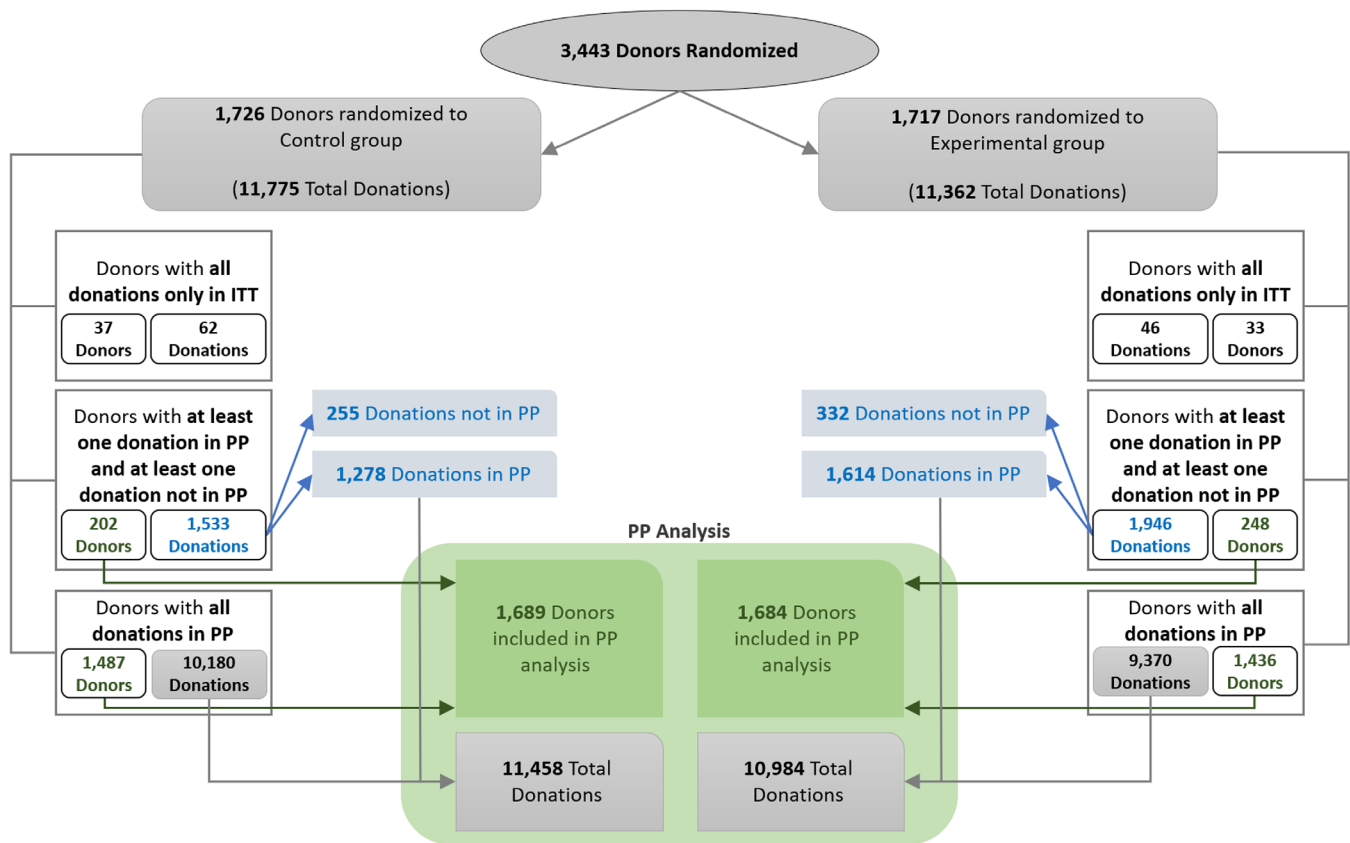 3,443 Donors Randomized
1,726 Donors randomized to
Control group
(11,775 Total Donations)
1,717 Donors randomized to
Experimental group
(11,362 Total Donations)
Donors with all
donations only in ITT
37
Donors
62
Donations
Donors with all
donations only in ITT
46
Donations
33
Donors
Donors with at least
one donation in PP
and at least one
donation not in PP
202
Donors
1,533
Donations
255 Donations not in PP
1,278 Donations in PP
332 Donations not in PP
1,614 Donations in PP
Donors with at least
one donation in PP
and at least one
donation not in PP
1,946
Donations
248
Donors
PP Analysis
1,689 Donors
included in PP
analysis
1,684 Donors
included in PP
analysis
Donors with all
donations in PP
1,487
Donors
10,180
Donations
Donors with all
donations in PP
9,370
Donations
1,436
Donors
11,458 Total
Donations
10,984 Total
Donations